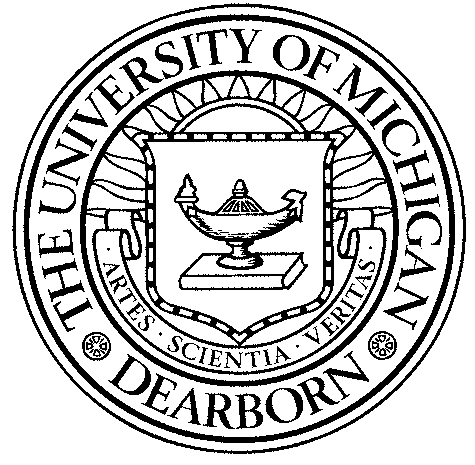 THE UNIVERSITY OF MICHIGAN
ARTES · SCIENTIA · VERITAS ·
DEARBORN